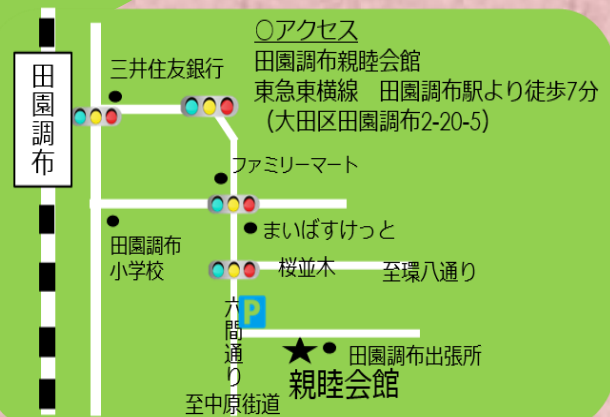 ○アクセス
田園調布親睦会館
東急東横線　田園調布駅より徒歩7分
（大田区田園調布2-20-5）
田園調布
三井住友銀行
ファミリーマート
まいばすけっと
田園調布
小学校
桜並木
至環八通り
P
六間通り
田園調布出張所
親睦会館
至中原街道